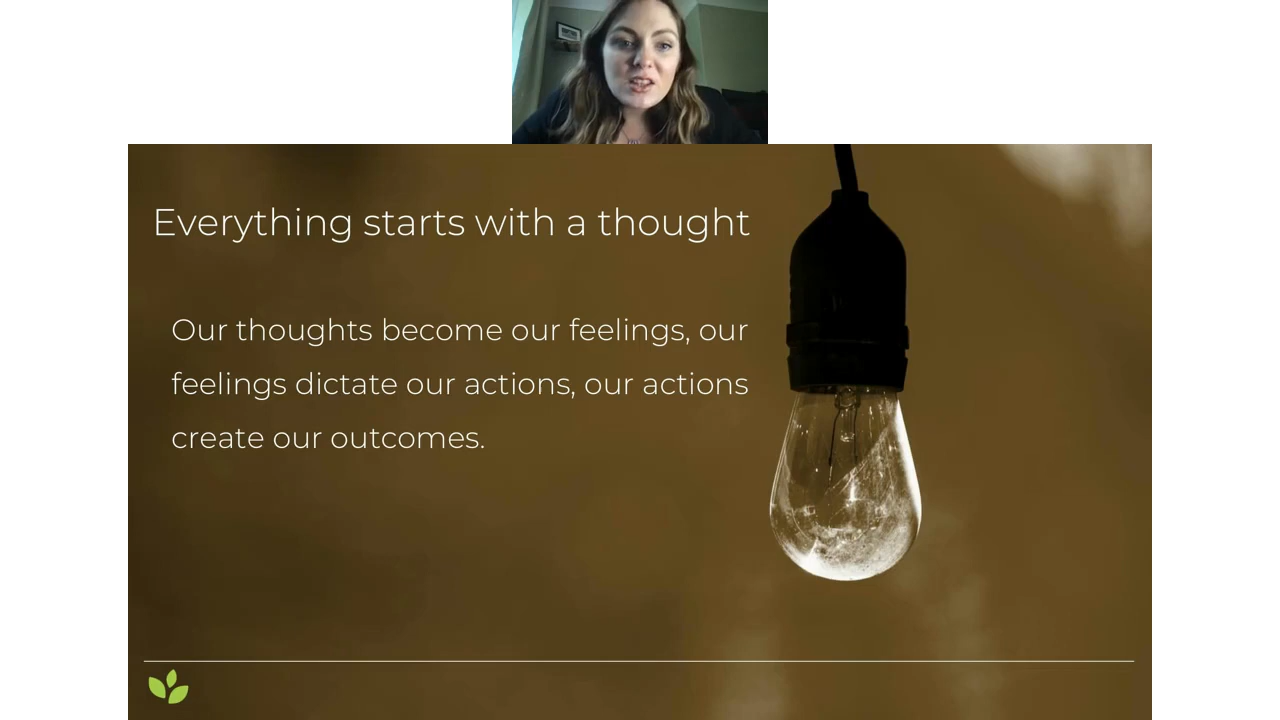 Everything starts with a thought
Our thoughts become our feelings, our
feelings dictate our actions, our actions
create our outcomes.